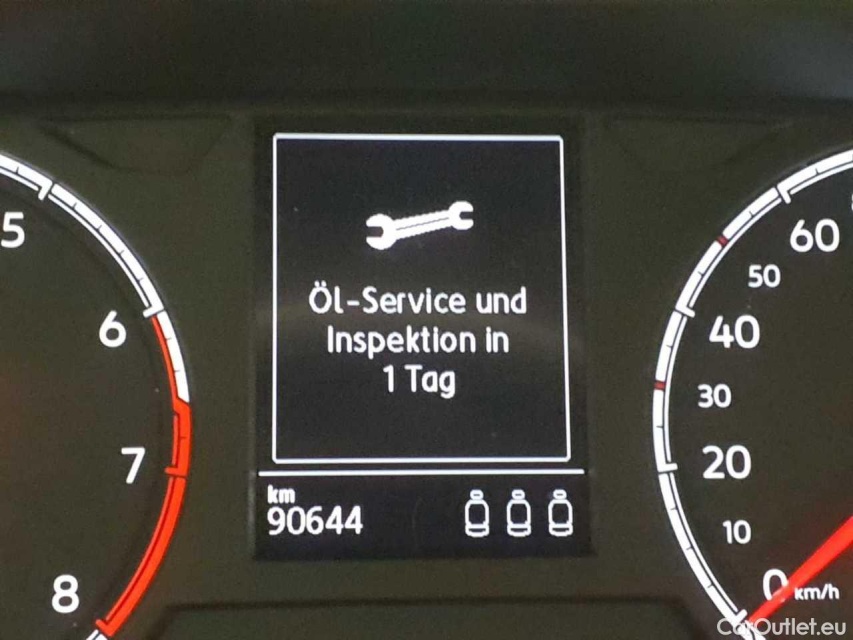 Öl-Service und
Inspektion in
1 Tag
km
90644
5
6
7
8
60
50
40
30
20
10
0 km/h
CarOutlet.eu